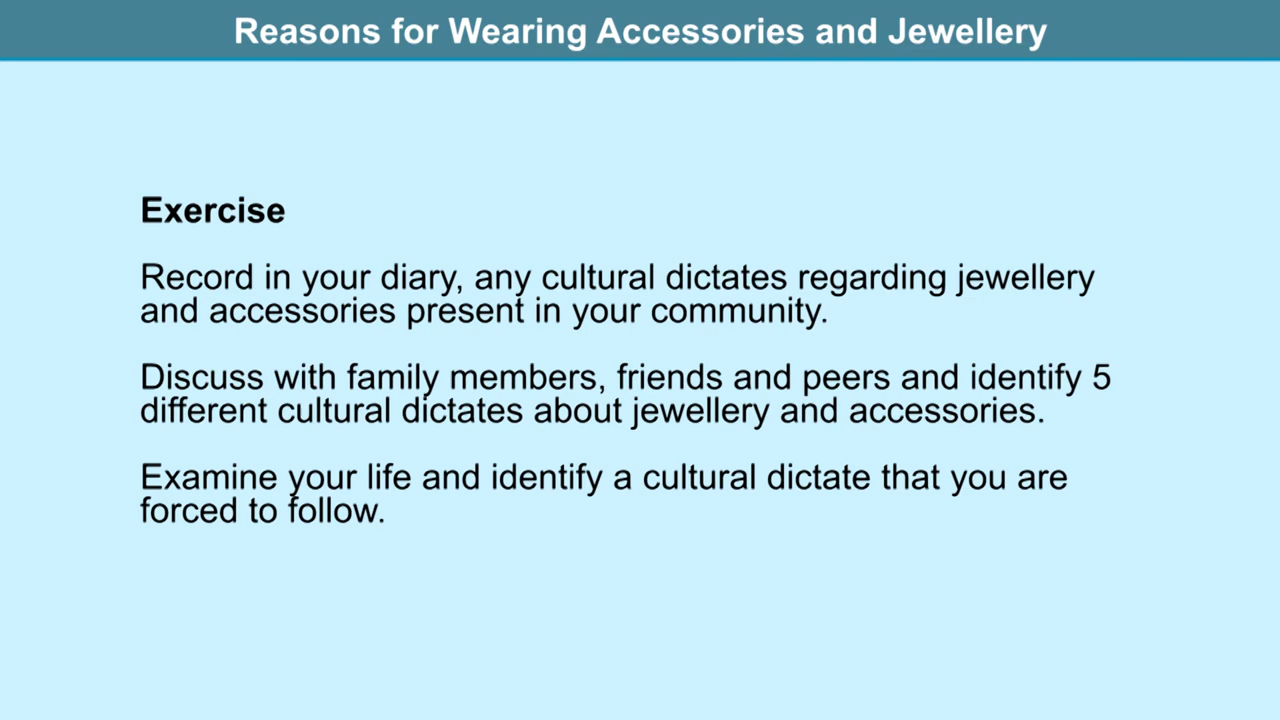 Reasons for Wearing Accessories and Jewellery
Exercise
Record in your diary, any cultural dictates regarding jewellery
and accessories present in your community.
Discuss with family members, friends and peers and identify 5
different cultural dictates about jewellery and accessories.
Examine your life and identify a cultural dictate that you are
forced to follow.